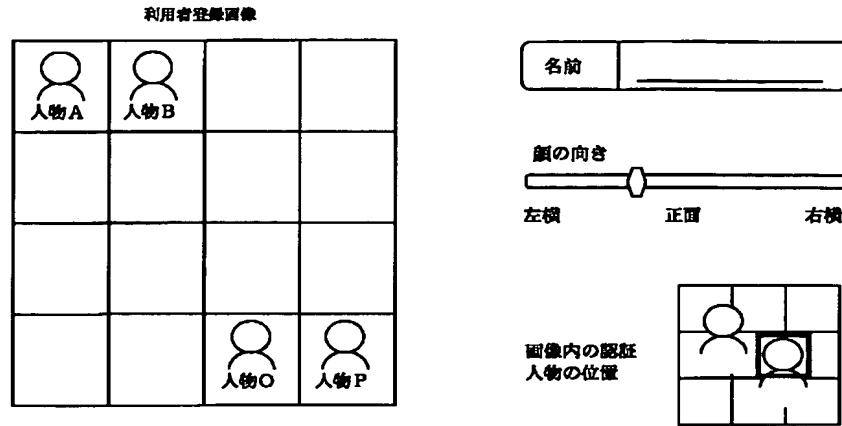 利用者登録画像
人物A 人物B
人物O 人物P
名前
顔の向き
左横 正面 右横
画像内の認証
人物の位置